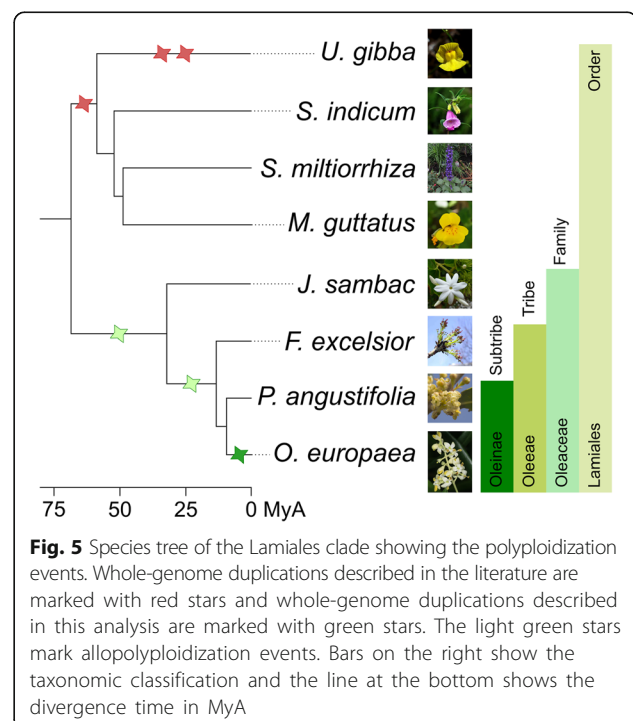 U. gibba
S. indicum
S. miltiorrhiza
M. guttatus
J. sambac
F. excelsior
P. angustifolia
O. europaea
Oleinae Subtribe
Oleeae Tribe
Oleaceae Family
Lamiales Order
75 50 25 0 MyA
Fig. 5 Species tree of the Lamiales clade showing the polyploidization
events. Whole-genome duplications described in the literature are
marked with red stars and whole-genome duplications described
in this analysis are marked with green stars. The light green stars
mark allopolyploidization events. Bars on the right show the
taxonomic classification and the line at the bottom shows the
divergence time in MyA